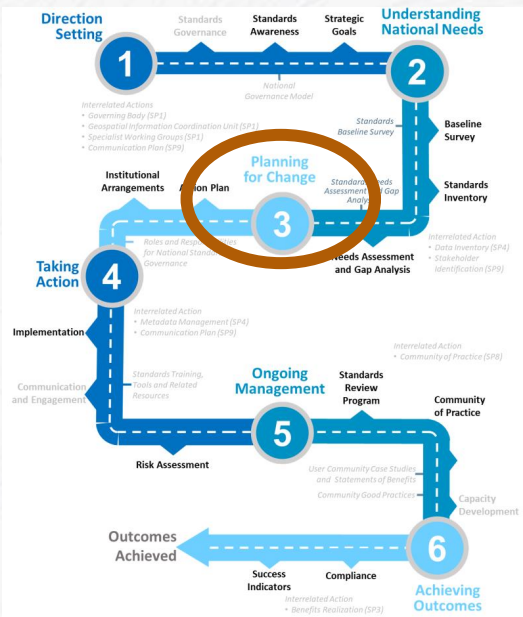 Direction
Setting
Standards
Governance
Standards
Awareness
Strategic
Goals
Understanding
National Needs
1
2
National
Governance Model
Interrelated Actions
• Governing Body (SP1)
• Geospatial Information Coordination Unit (SP1)
• Specialist Working Groups (SP1)
• Communication Plan (SP9)
Standards
Baseline Survey
Baseline
Survey
Standards
Inventory
Institutional
Arrangements
Action Plan
Planning
for Change
3
Standards Needs
Assessment and Gap
Analysis
Needs Assessment
and Gap Analysis
Interrelated Action
• Data Inventory (SP4)
• Stakeholder
Identification (SP9)
Roles and Responsibilities
for National Standards
Governance
Taking
Action
4
Interrelated Action
• Metadata Management (SP4)
• Communication Plan (SP9)
Implementation
Communication
and Engagement
Standards Training,
Tools and Related
Resources
Risk Assessment
Ongoing
Management
5
Standards
Review
Program
Interrelated Action
• Community of Practice (SP8)
Community
of Practice
User Community Case Studies
and Statements of Benefits
Community Good Practices
Capacity
Development
6
Achieving
Outcomes
Outcomes
Achieved
Success
Indicators
Compliance
Interrelated Action
• Benefits Realization (SP3)